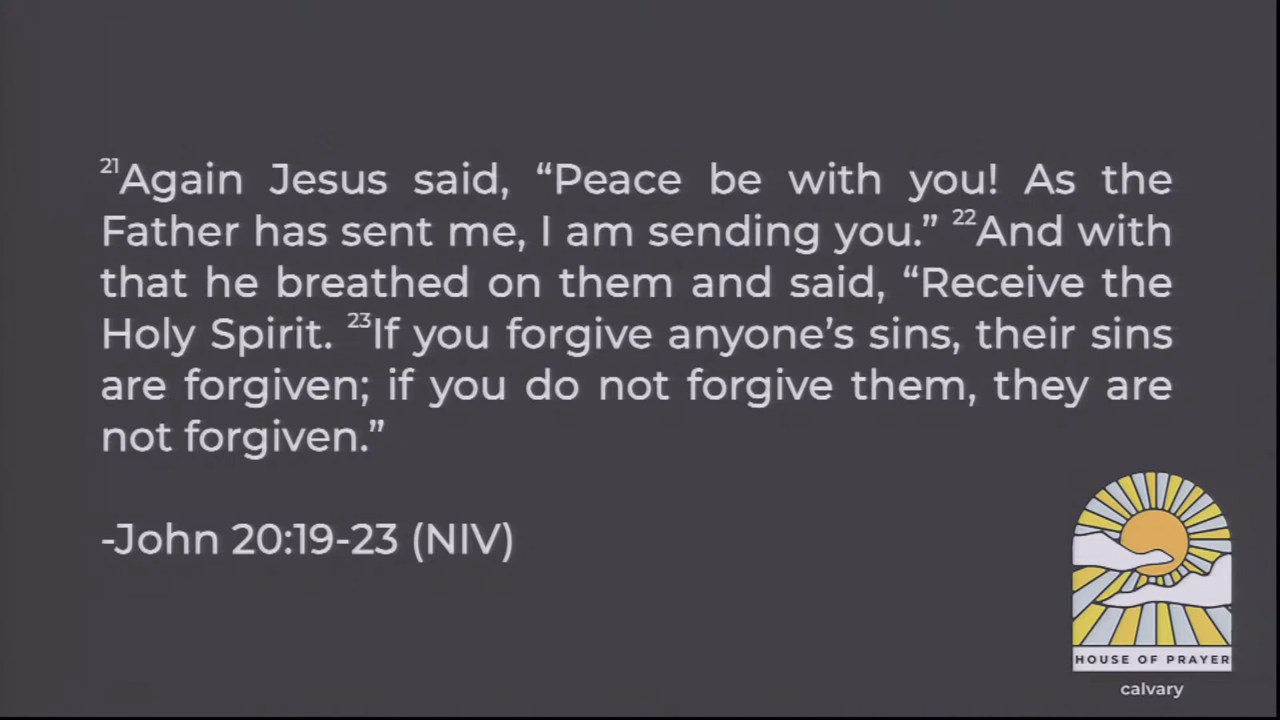 21Again Jesus said, “Peace be with you! As the
Father has sent me, I am sending you.” 22And with
that he breathed on them and said, “Receive the
Holy Spirit. 23If you forgive anyone’s sins, their sins
are forgiven; if you do not forgive them, they are
not forgiven.”
-John 20:19-23 (NIV)
HOUSE OF PRAYER
calvary